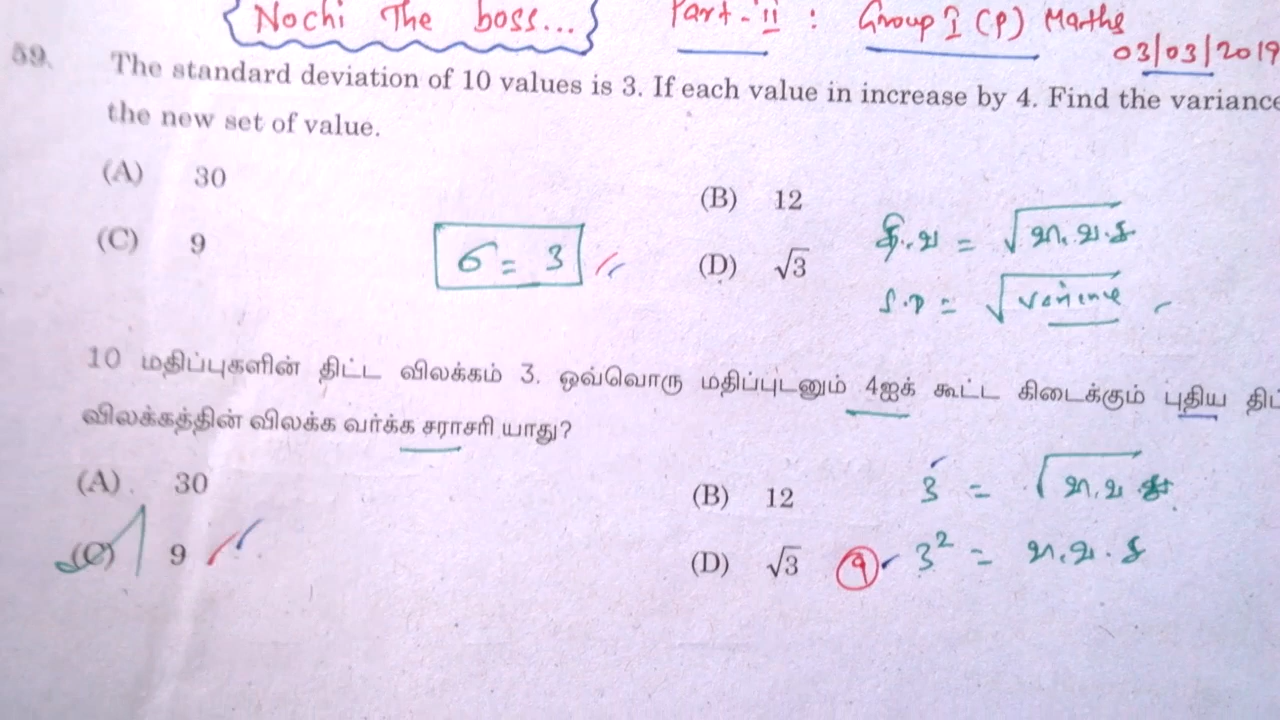 Nochi The boss... Part-II : Group I (P) Maths
03/03/2019
59. The standard deviation of 10 values is 3. If each value in increase by 4. Find the variance
the new set of value.
(A) 30
(B) 12
(C) 9
(D) √3
σ = 3
தி.வ = √வி.வ.ச
S.D = √variance
10 மதிப்புகளின் திட்ட விலக்கம் 3. ஒவ்வொரு மதிப்புடனும் 4ஐக் கூட்ட கிடைக்கும் புதிய திட்
விலக்கத்தின் விலக்க வர்க்க சராசரி யாது?
(A) 30
(B) 12
(C) 9
(D) √3
3 = √வி.வ.ச
9 3² = வி.வ.ச